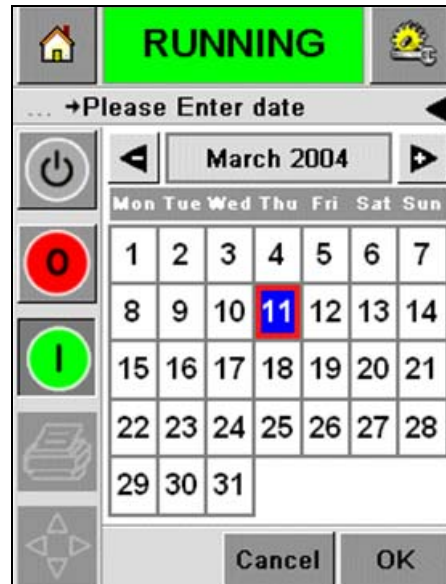 RUNNING
... →Please Enter date
March 2004
Mon Tue Wed Thu Fri Sat Sun
0 1 2 3 4 5 6 7
8 9 10 11 12 13 14
I 15 16 17 18 19 20 21
22 23 24 25 26 27 28
29 30 31
Cancel OK